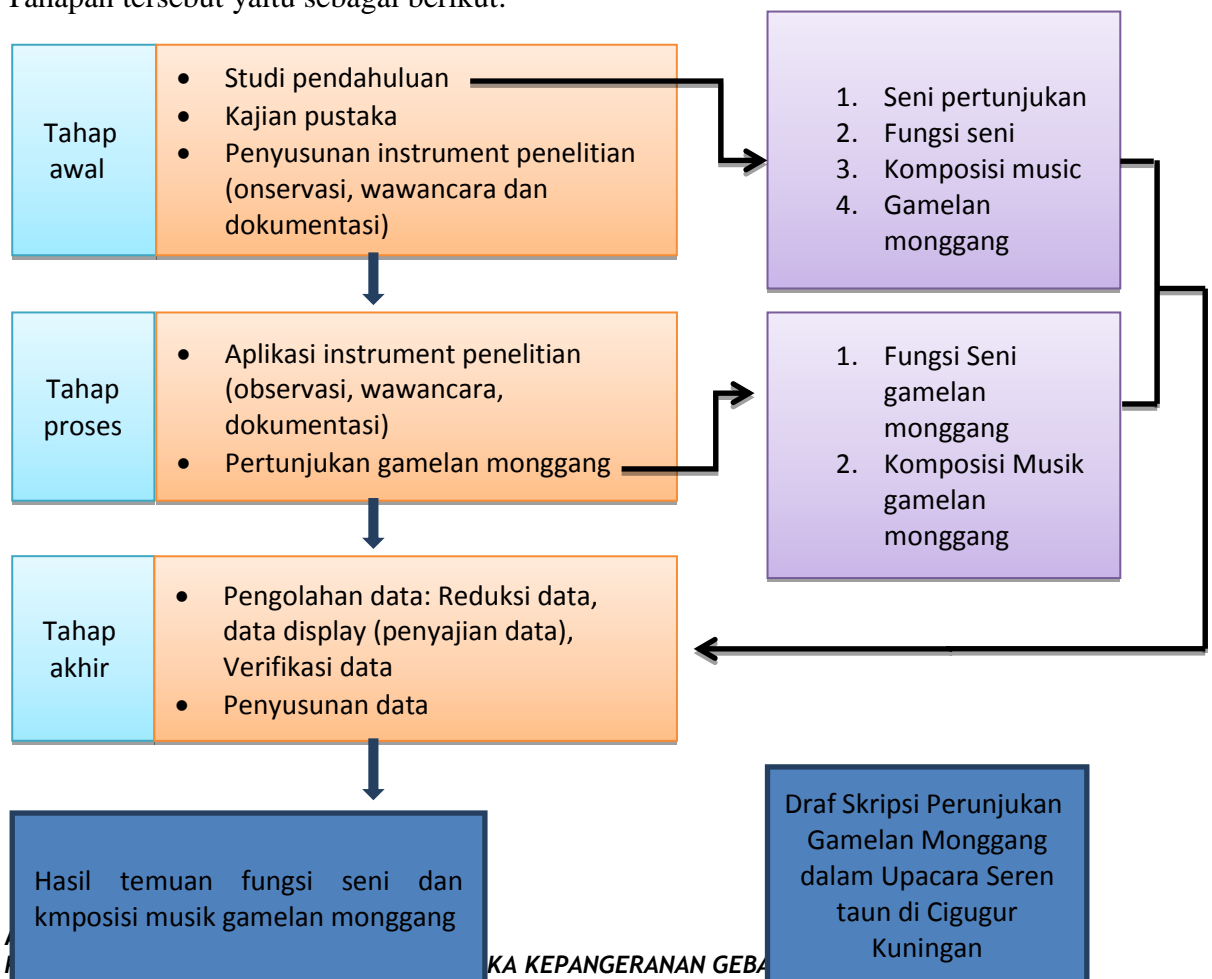 Tahapan tersebut yaitu sebagai berikut:
Tahap
awal
• Studi pendahuluan
• Kajian pustaka
• Penyusunan instrument penelitian
(onservasi, wawancara dan
dokumentasi)
1. Seni pertunjukan
2. Fungsi seni
3. Komposisi music
4. Gamelan
monggang
Tahap
proses
• Aplikasi instrument penelitian
(observasi, wawancara,
dokumentasi)
• Pertunjukan gamelan monggang
1. Fungsi Seni
gamelan
monggang
2. Komposisi Musik
gamelan
monggang
Tahap
akhir
• Pengolahan data: Reduksi data,
data display (penyajian data),
Verifikasi data
• Penyusunan data
Hasil temuan fungsi seni dan
kmposisi musik gamelan monggang
Draf Skripsi Perunjukan
Gamelan Monggang
dalam Upacara Seren
taun di Cigugur
Kuningan
KEPANGERANAN